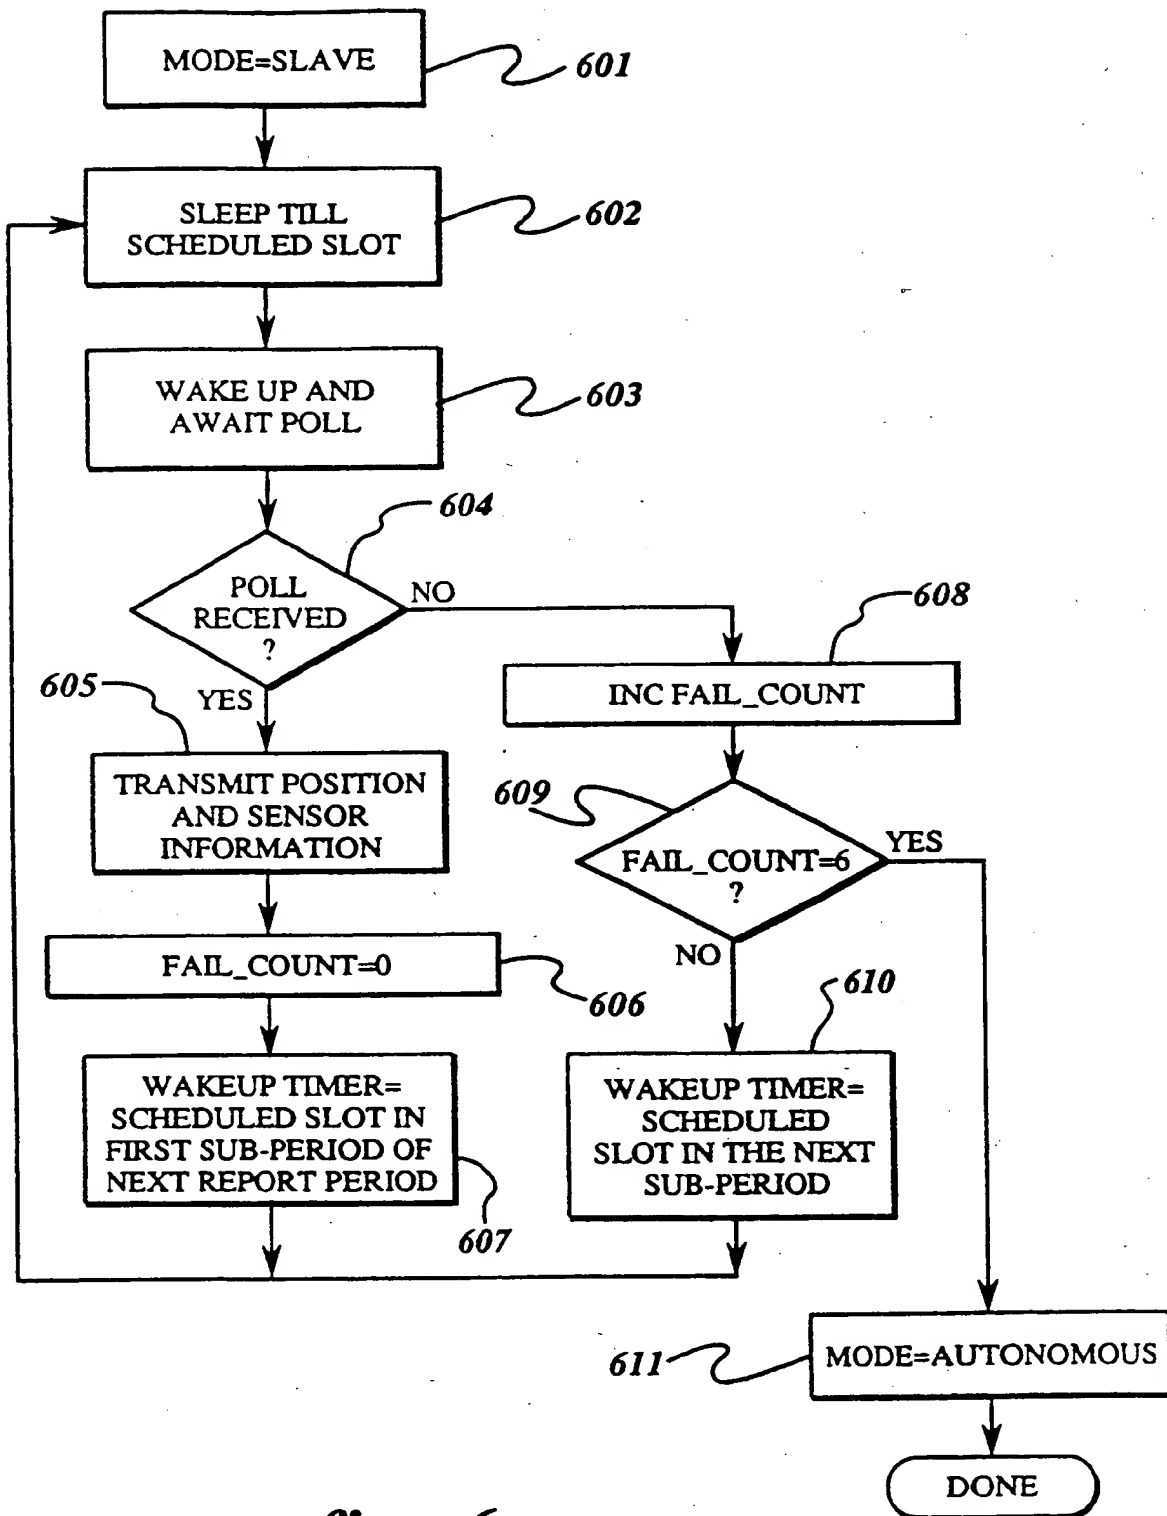 MODE=SLAVE
601
SLEEP TILL
SCHEDULED SLOT
602
WAKE UP AND
AWAIT POLL
603
604
POLL
RECEIVED
?
NO
YES
605
608
INC FAIL_COUNT
TRANSMIT POSITION
AND SENSOR
INFORMATION
609
FAIL_COUNT=6
?
YES
NO
FAIL_COUNT=0
606
610
WAKEUP TIMER=
SCHEDULED SLOT IN
FIRST SUB-PERIOD OF
NEXT REPORT PERIOD
607
WAKEUP TIMER=
SCHEDULED
SLOT IN THE NEXT
SUB-PERIOD
611
MODE=AUTONOMOUS
DONE